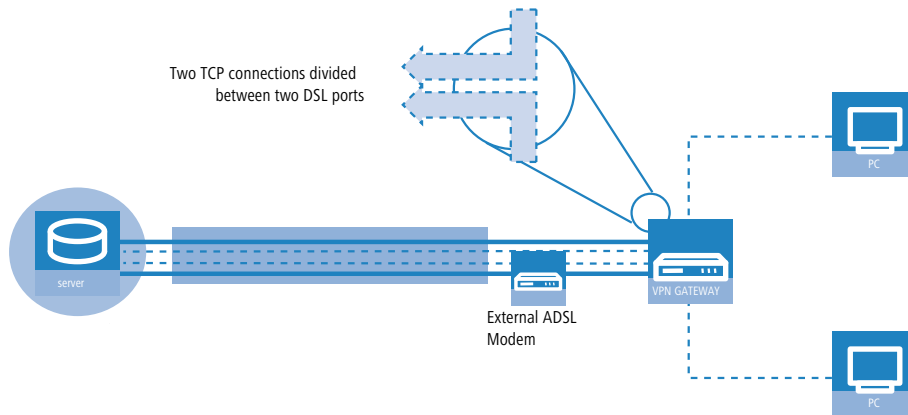 Two TCP connections divided
between two DSL ports
PC
server
VPN GATEWAY
External ADSL
Modem
PC